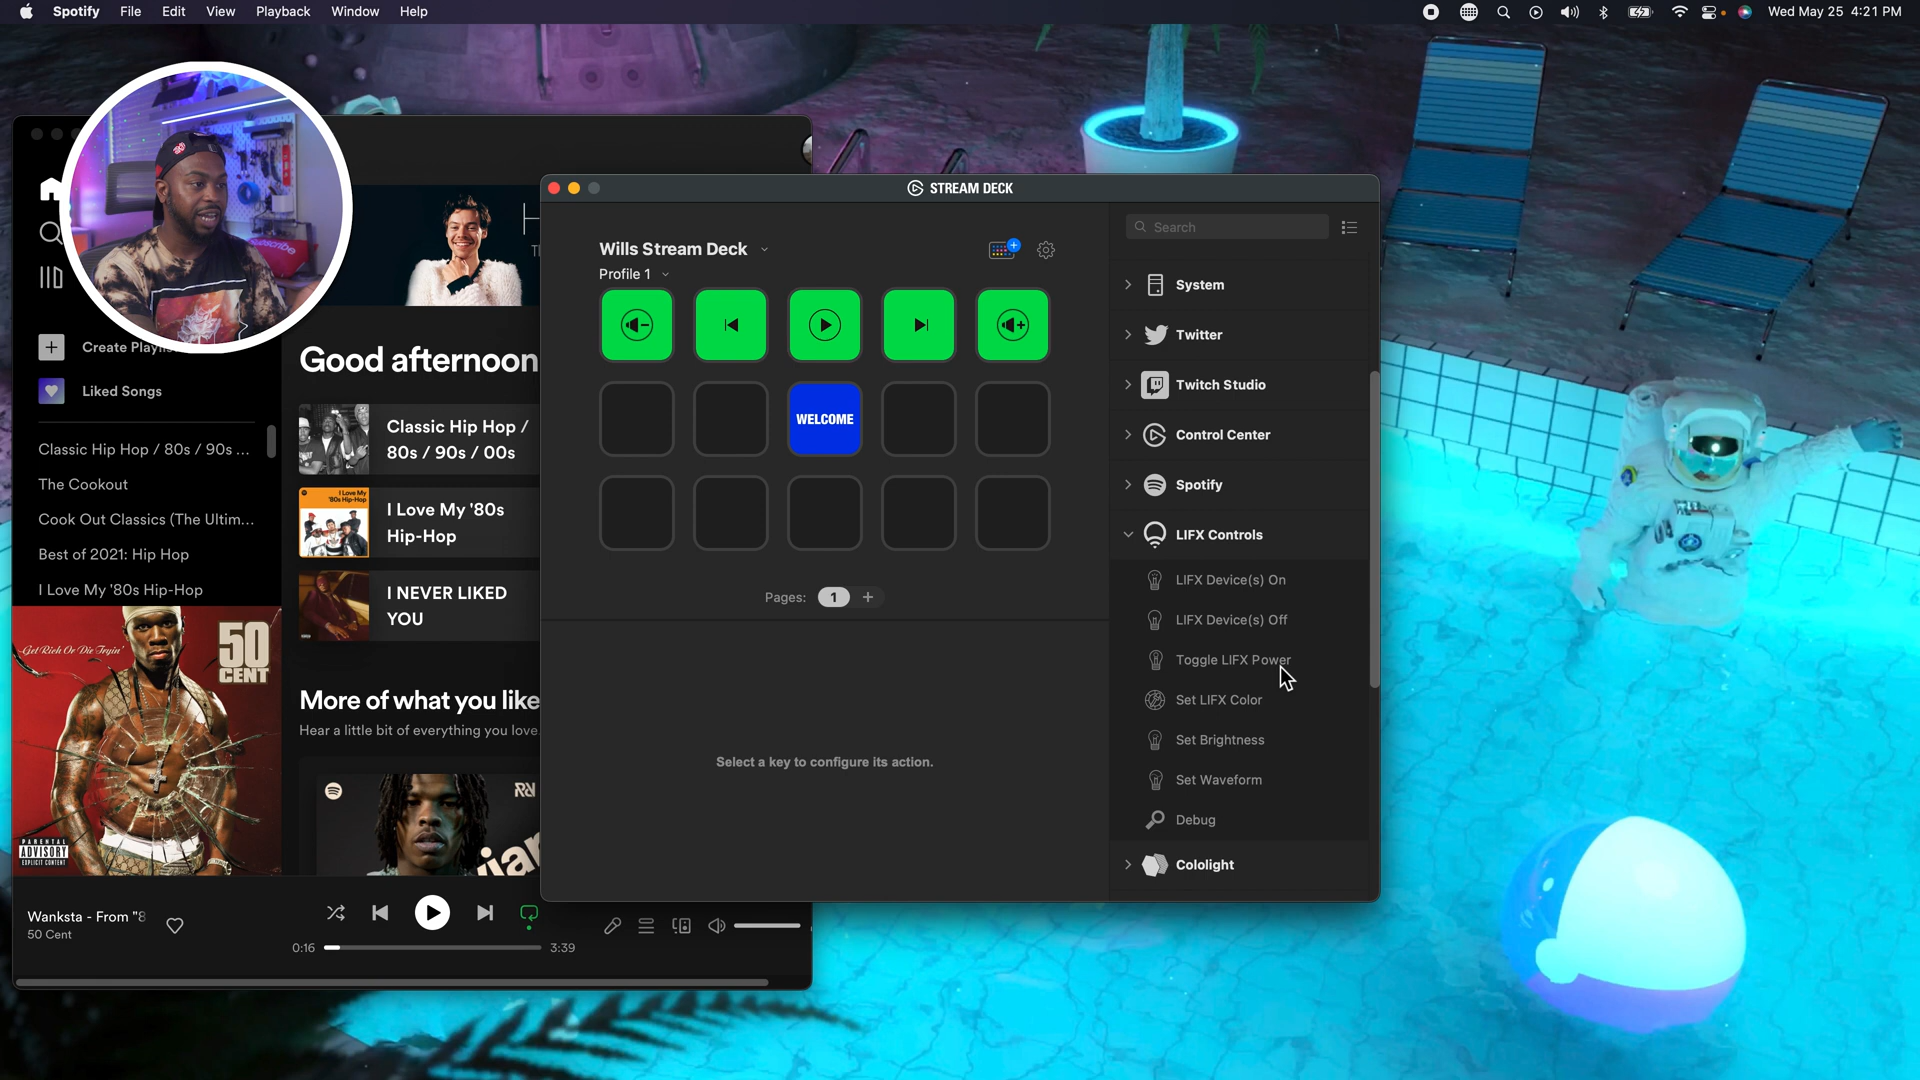 Spotify File Edit View Playback Window Help
Wed May 25 4:21 PM
Liked Songs
Classic Hip Hop / 80s / 90s ...
The Cookout
Cook Out Classics (The Ultim...
Best of 2021: Hip Hop
I Love My '80s Hip-Hop
Get Rich Or Die Tryin'
50
CENT
PARENTAL
ADVISORY
EXPLICIT CONTENT
Good afternoon
Classic Hip Hop /
80s / 90s / 00s
I Love My
'80s Hip-Hop
I Love My '80s
Hip-Hop
I NEVER LIKED
YOU
More of what you like
Hear a little bit of everything you love.
Wanksta - From "8
50 Cent
0:16
3:39
STREAM DECK
Wills Stream Deck
Profile 1
WELCOME
Pages: 1 +
Select a key to configure its action.
Search
System
Twitter
Twitch Studio
Control Center
Spotify
LIFX Controls
LIFX Device(s) On
LIFX Device(s) Off
Toggle LIFX Power
Set LIFX Color
Set Brightness
Set Waveform
Debug
Cololight